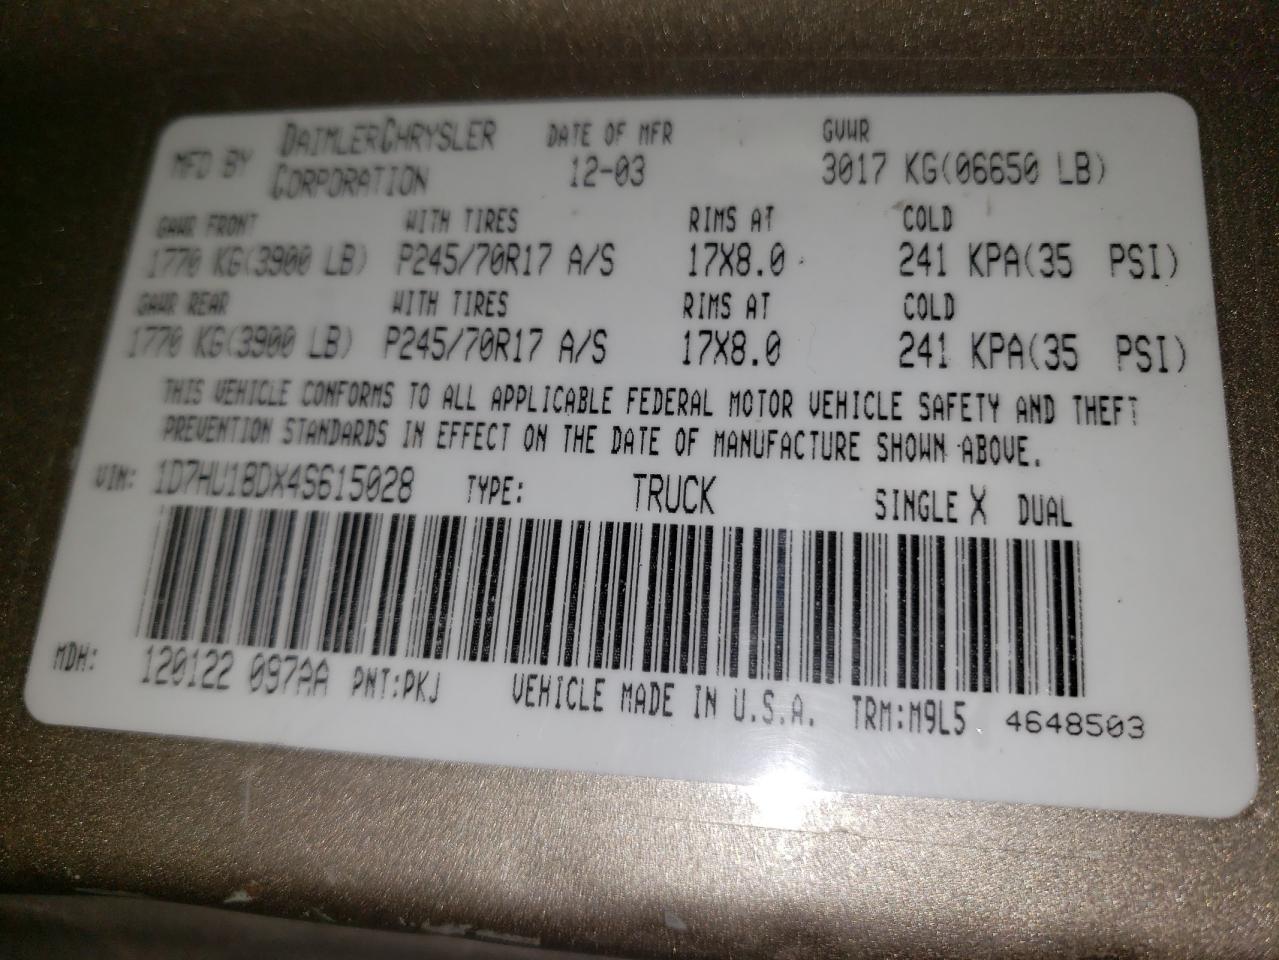 MFD BY DAIMLERCHRYSLER CORPORATION DATE OF MFR 12-03 GVWR 3017 KG(06650 LB)
GAWR FRONT WITH TIRES RIMS AT COLD
1770 KG(3900 LB) P245/70R17 A/S 17X8.0 241 KPA(35 PSI)
GAWR REAR WITH TIRES RIMS AT COLD
1770 KG(3900 LB) P245/70R17 A/S 17X8.0 241 KPA(35 PSI)
THIS VEHICLE CONFORMS TO ALL APPLICABLE FEDERAL MOTOR VEHICLE SAFETY AND THEFT
PREVENTION STANDARDS IN EFFECT ON THE DATE OF MANUFACTURE SHOWN ABOVE.
VIN: 1D7HU18DX4S615028 TYPE: TRUCK SINGLE X DUAL
MDH: 120122 097AA PNT:PKJ VEHICLE MADE IN U.S.A. TRM:M9L5 4648503